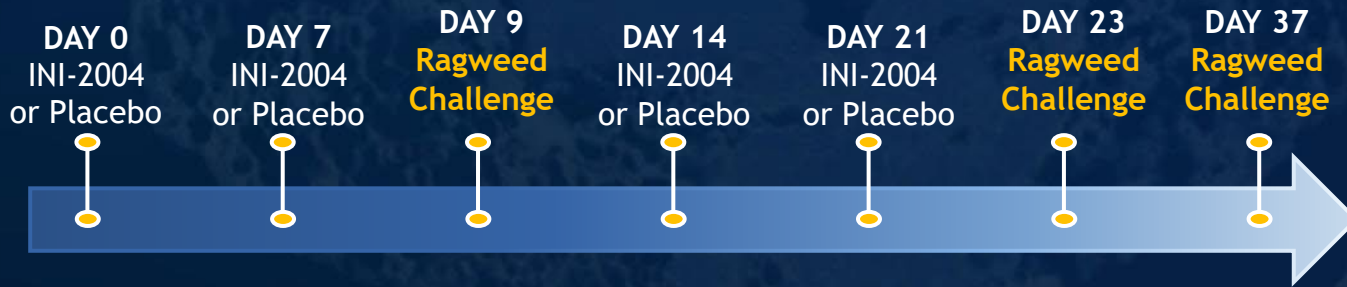 DAY 0
INI-2004
or Placebo
DAY 7
INI-2004
or Placebo
DAY 9
Ragweed
Challenge
DAY 14
INI-2004
or Placebo
DAY 21
INI-2004
or Placebo
DAY 23
Ragweed
Challenge
DAY 37
Ragweed
Challenge